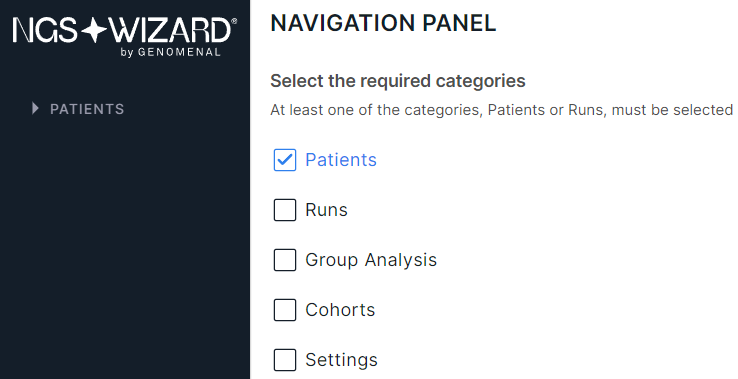 NGS WIZARD®
by GENOMENAL
PATIENTS
NAVIGATION PANEL
Select the required categories
At least one of the categories, Patients or Runs, must be selected
Patients
Runs
Group Analysis
Cohorts
Settings